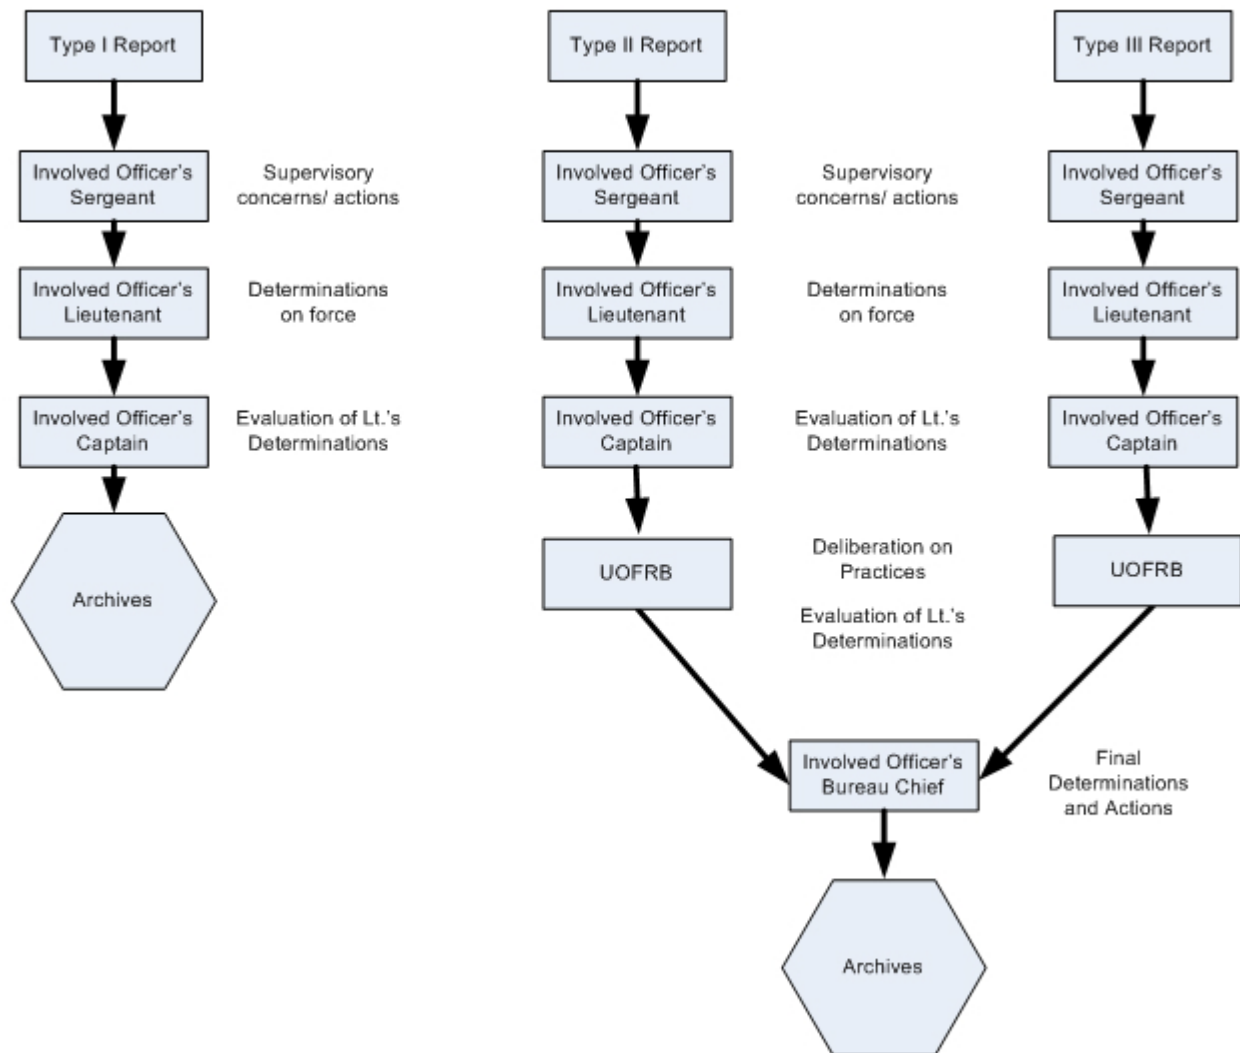 Type I Report
Type II Report
Type III Report
Involved Officer's
Sergeant
Supervisory
concerns/ actions
Involved Officer's
Sergeant
Supervisory
concerns/ actions
Involved Officer's
Sergeant
Involved Officer's
Lieutenant
Determinations
on force
Involved Officer's
Lieutenant
Determinations
on force
Involved Officer's
Lieutenant
Involved Officer's
Captain
Evaluation of Lt.'s
Determinations
Involved Officer's
Captain
Evaluation of Lt.'s
Determinations
Involved Officer's
Captain
Archives
UOFRB
Deliberation on
Practices
Evaluation of Lt.'s
Determinations
UOFRB
Involved Officer's
Bureau Chief
Final
Determinations
and Actions
Archives